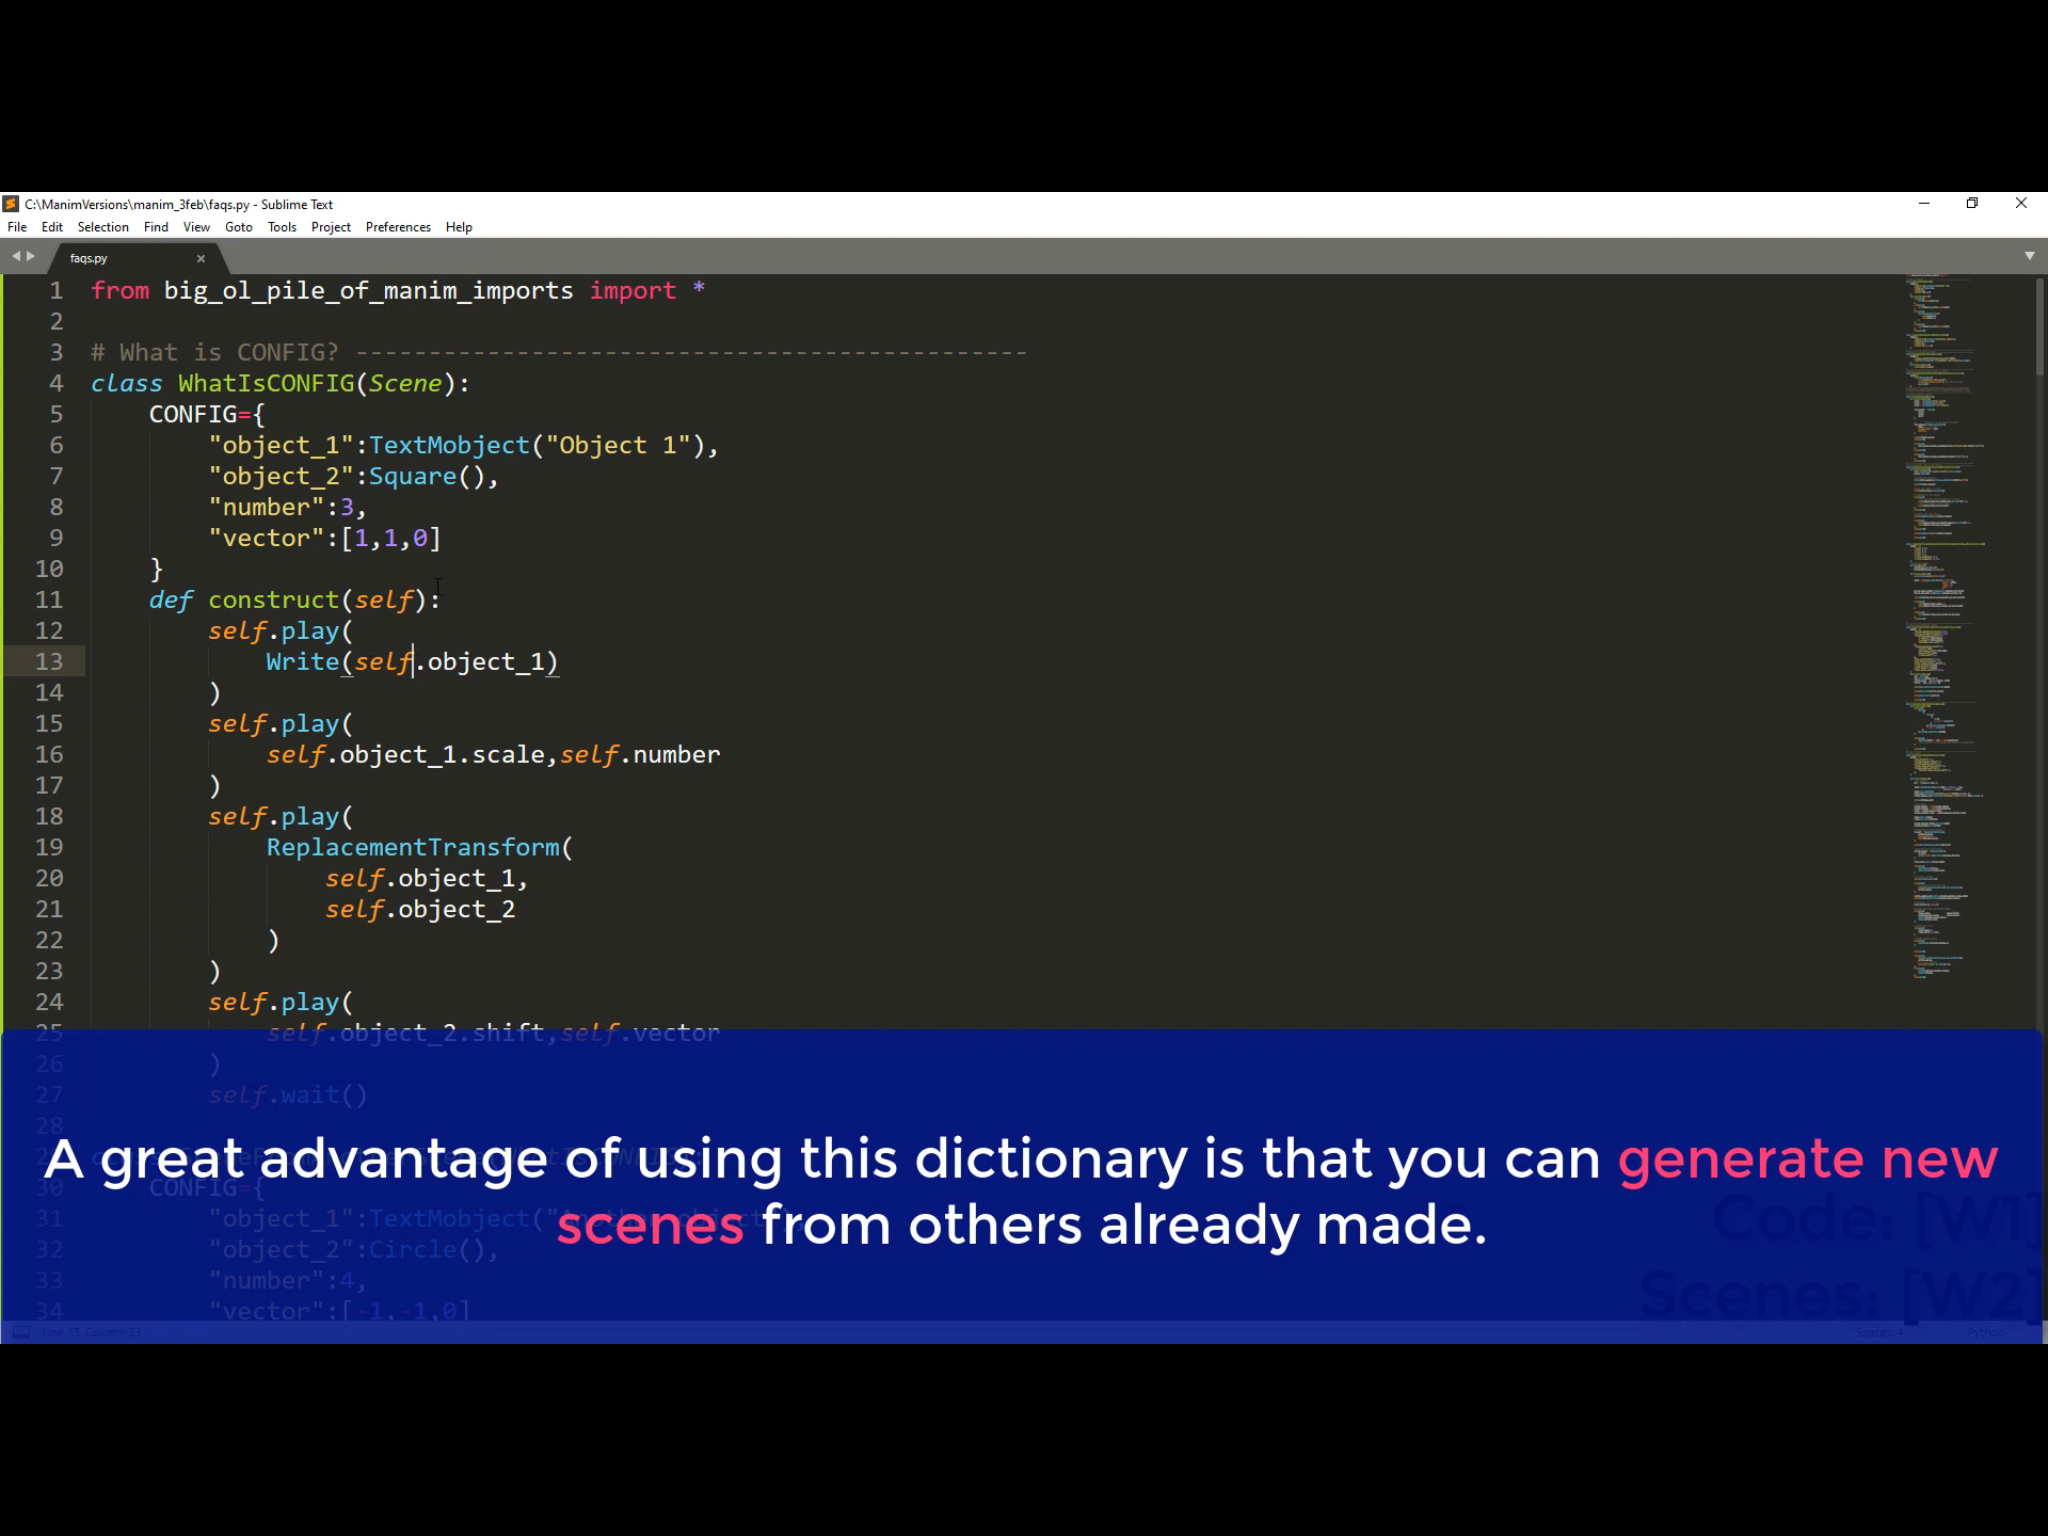 C:\ManimVersions\manim_3feb\faqs.py - Sublime Text
File Edit Selection Find View Goto Tools Project Preferences Help
faqs.py
1 from big_ol_pile_of_manim_imports import *
2
3 # What is CONFIG? ----------------------------------------------
4 class WhatIsCONFIG(Scene):
5 CONFIG={
6 "object_1":TextMobject("Object 1"),
7 "object_2":Square(),
8 "number":3,
9 "vector":[1,1,0]
10 }
11 def construct(self):
12 self.play(
13 Write(self.object_1)
14 )
15 self.play(
16 self.object_1.scale,self.number
17 )
18 self.play(
19 ReplacementTransform(
20 self.object_1,
21 self.object_2
22 )
23 )
24 self.play(
25 self.object_2.shift,self.vector
26 )
27 self.wait()
28
A great advantage of using this dictionary is that you can generate new
scenes from others already made.
30 CONFIG={
31 "object_1":TextMobject("Another object"),
32 "object_2":Circle(),
33 "number":4,
34 "vector":[-1,-1,0]
Code: [W1]
Scenes: [W2]
Line 13, Column 23
Spaces: 4 Python